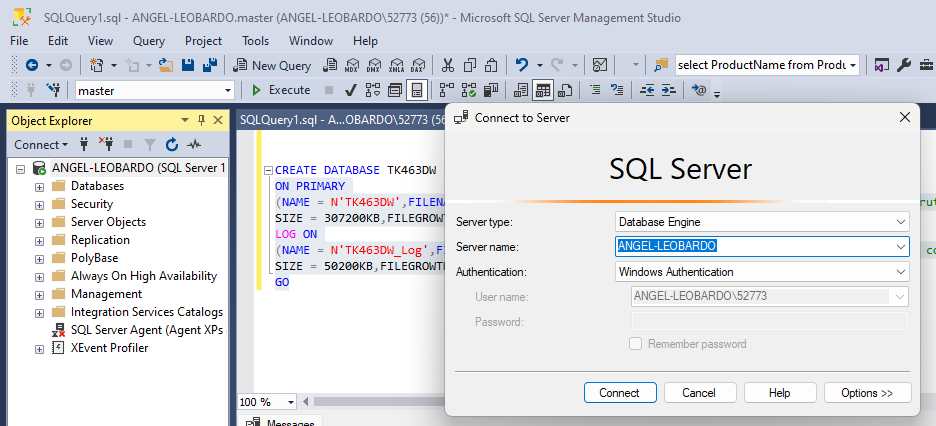 SQLQuery1.sql - ANGEL-LEOBARDO.master (ANGEL-LEOBARDO\52773 (56))* - Microsoft SQL Server Management Studio
File Edit View Query Project Tools Window Help
New Query MDX DMX XMLA DAX select ProductName from Produ
master Execute
Object Explorer
Connect
ANGEL-LEOBARDO (SQL Server 1
Databases
Security
Server Objects
Replication
PolyBase
Always On High Availability
Management
Integration Services Catalogs
SQL Server Agent (Agent XPs
XEvent Profiler
SQLQuery1.sql - A...OBARDO\52773 (56
CREATE DATABASE TK463DW
ON PRIMARY
(NAME = N'TK463DW',FILENA
SIZE = 307200KB,FILEGROWT
LOG ON
(NAME = N'TK463DW_Log',F
SIZE = 50200KB,FILEGROWT
GO
100 %
Messages
Connect to Server
SQL Server
Server type: Database Engine
Server name: ANGEL-LEOBARDO
Authentication: Windows Authentication
User name: ANGEL-LEOBARDO\52773
Password:
Remember password
Connect Cancel Help Options >>